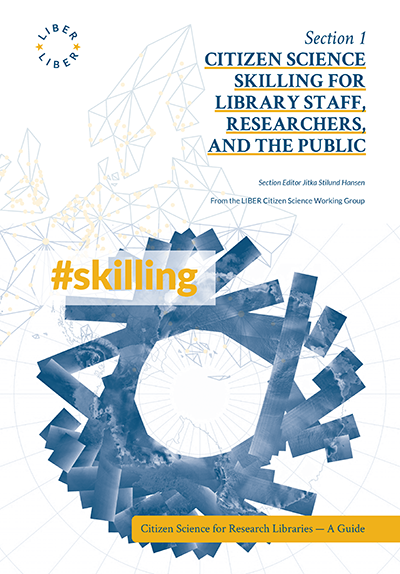 LIBER
LIBER
Section 1
CITIZEN SCIENCE
SKILLING FOR
LIBRARY STAFF,
RESEARCHERS,
AND THE PUBLIC
Section Editor Jitka Stilund Hansen
From the LIBER Citizen Science Working Group
#skilling
Citizen Science for Research Libraries — A Guide